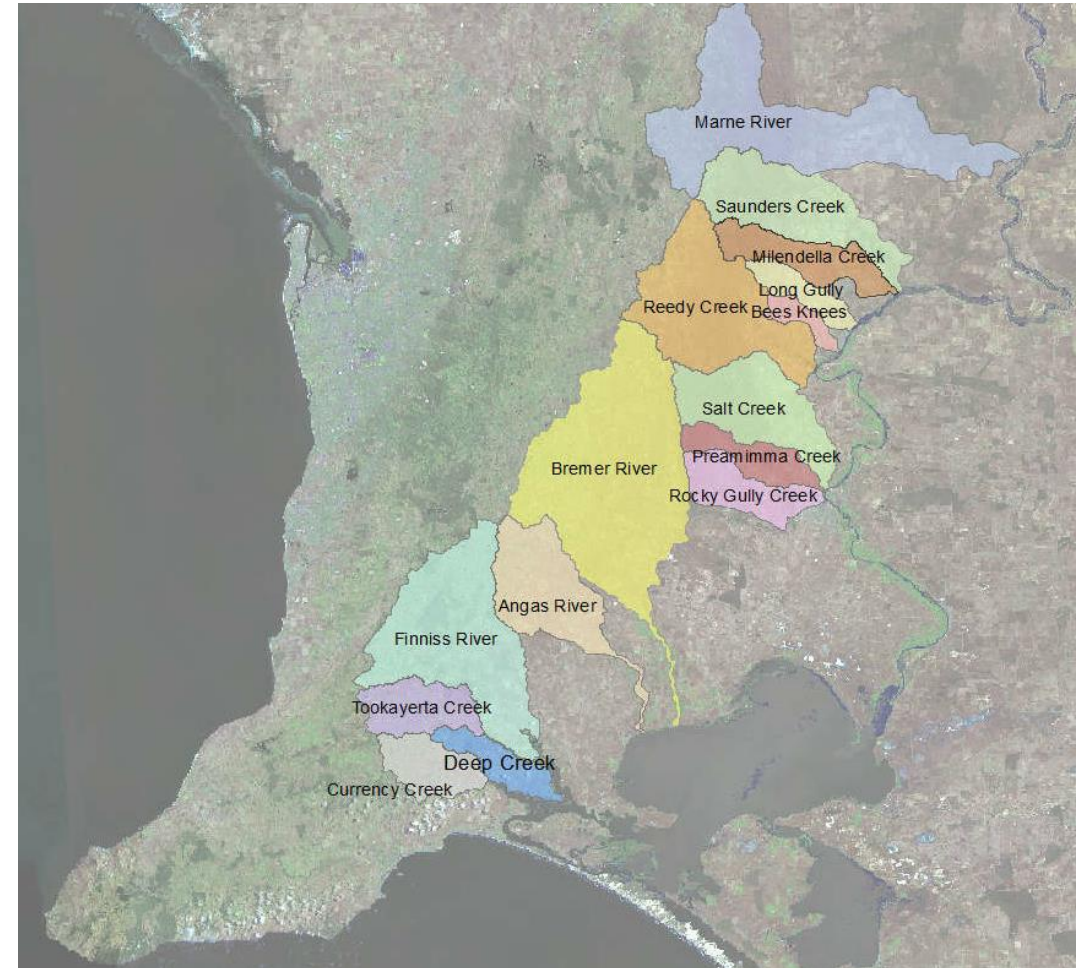 Marne River
Saunders Creek
Milendella Creek
Long Gully
Reedy Creek
Bees Knees
Salt Creek
Preamimma Creek
Bremer River
Rocky Gully Creek
Angas River
Finniss River
Tookayerta Creek
Deep Creek
Currency Creek